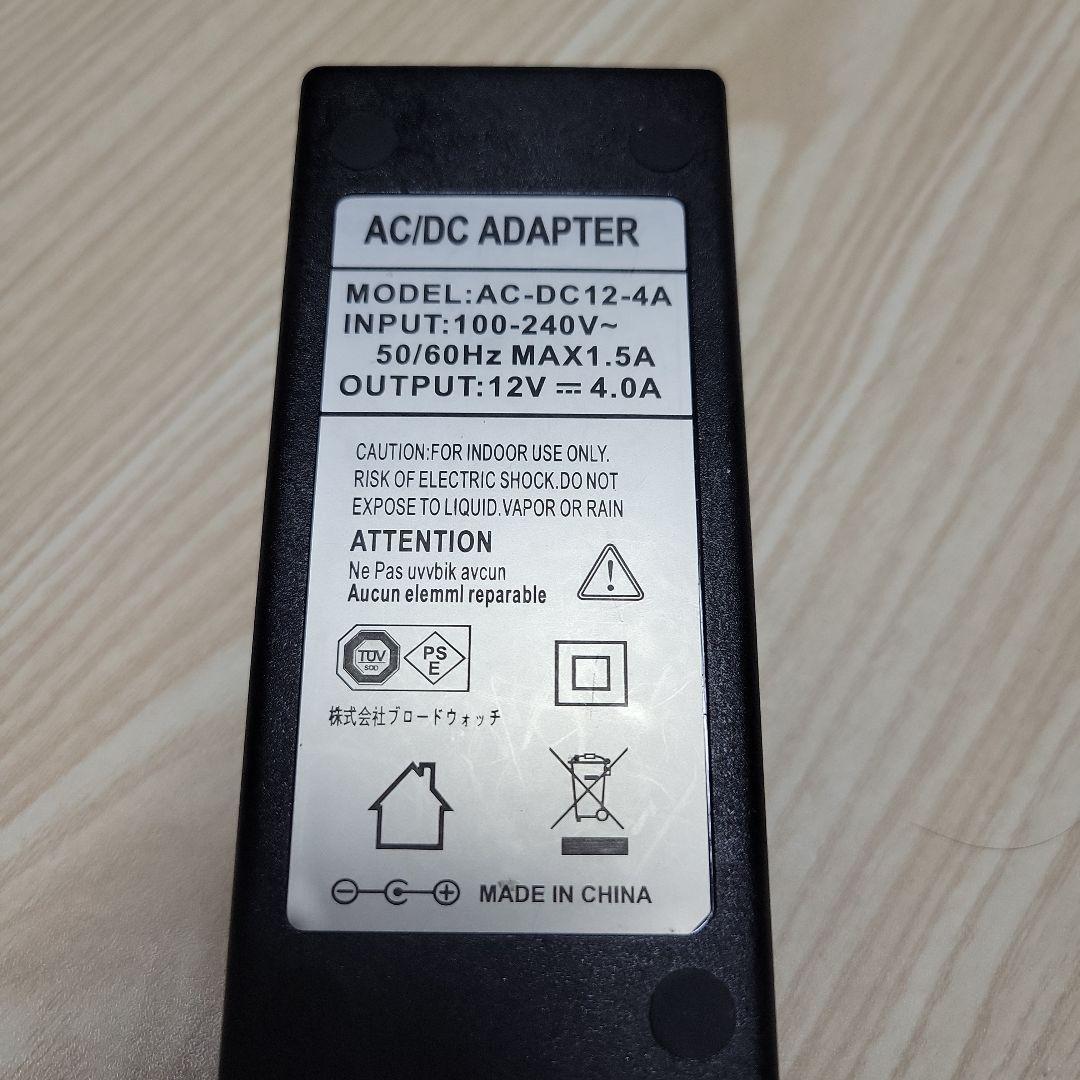 AC/DC ADAPTER
MODEL:AC-DC12-4A
INPUT:100-240V~
50/60Hz MAX1.5A
OUTPUT:12V ⎓ 4.0A
CAUTION:FOR INDOOR USE ONLY.
RISK OF ELECTRIC SHOCK.DO NOT
EXPOSE TO LIQUID.VAPOR OR RAIN
ATTENTION
Ne Pas uvvbik avcun
Aucun elemml reparable
TUV
PS
E
株式会社ブロードウォッチ
MADE IN CHINA